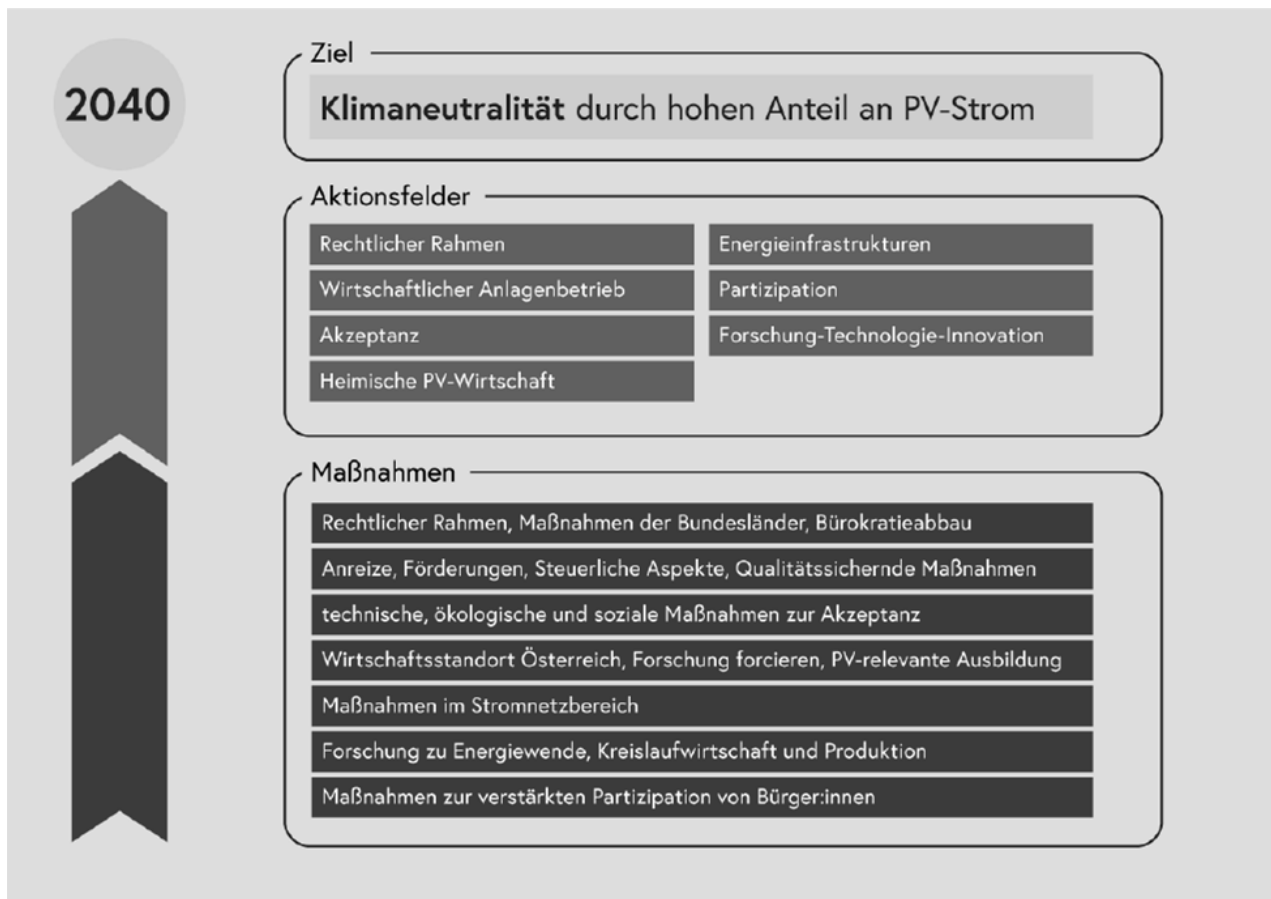 2040
Ziel
Klimaneutralität durch hohen Anteil an PV-Strom
Aktionsfelder
Rechtlicher Rahmen
Wirtschaftlicher Anlagenbetrieb
Akzeptanz
Heimische PV-Wirtschaft
Energieinfrastrukturen
Partizipation
Forschung-Technologie-Innovation
Maßnahmen
Rechtlicher Rahmen, Maßnahmen der Bundesländer, Bürokratieabbau
Anreize, Förderungen, Steuerliche Aspekte, Qualitätssichernde Maßnahmen
technische, ökologische und soziale Maßnahmen zur Akzeptanz
Wirtschaftsstandort Österreich, Forschung forcieren, PV-relevante Ausbildung
Maßnahmen im Stromnetzbereich
Forschung zu Energiewende, Kreislaufwirtschaft und Produktion
Maßnahmen zur verstärkten Partizipation von Bürger:innen